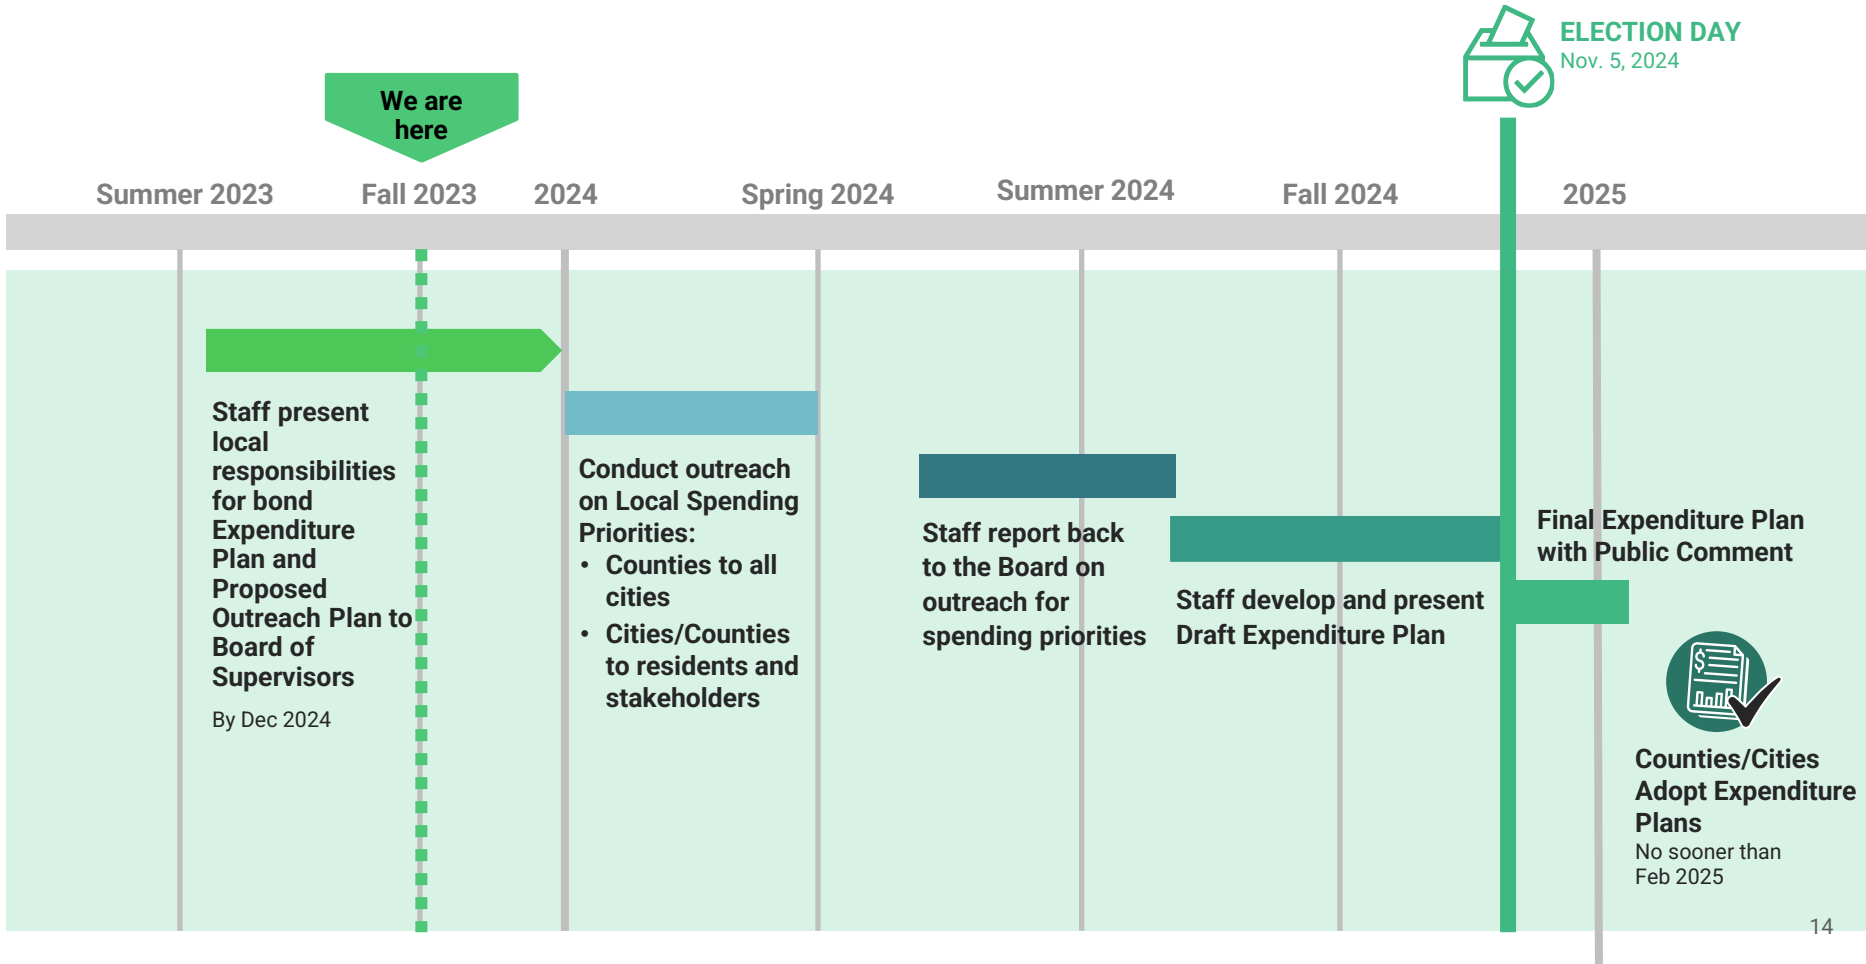 ELECTION DAY
Nov. 5, 2024
We are
here
Summer 2023
Fall 2023
2024
Spring 2024
Summer 2024
Fall 2024
2025
Staff present
local
responsibilities
for bond
Expenditure
Plan and
Proposed
Outreach Plan to
Board of
Supervisors
By Dec 2024
Conduct outreach
on Local Spending
Priorities:
• Counties to all
cities
• Cities/Counties
to residents and
stakeholders
Staff report back
to the Board on
outreach for
spending priorities
Staff develop and present
Draft Expenditure Plan
Final Expenditure Plan
with Public Comment
$
Counties/Cities
Adopt Expenditure
Plans
No sooner than
Feb 2025
14